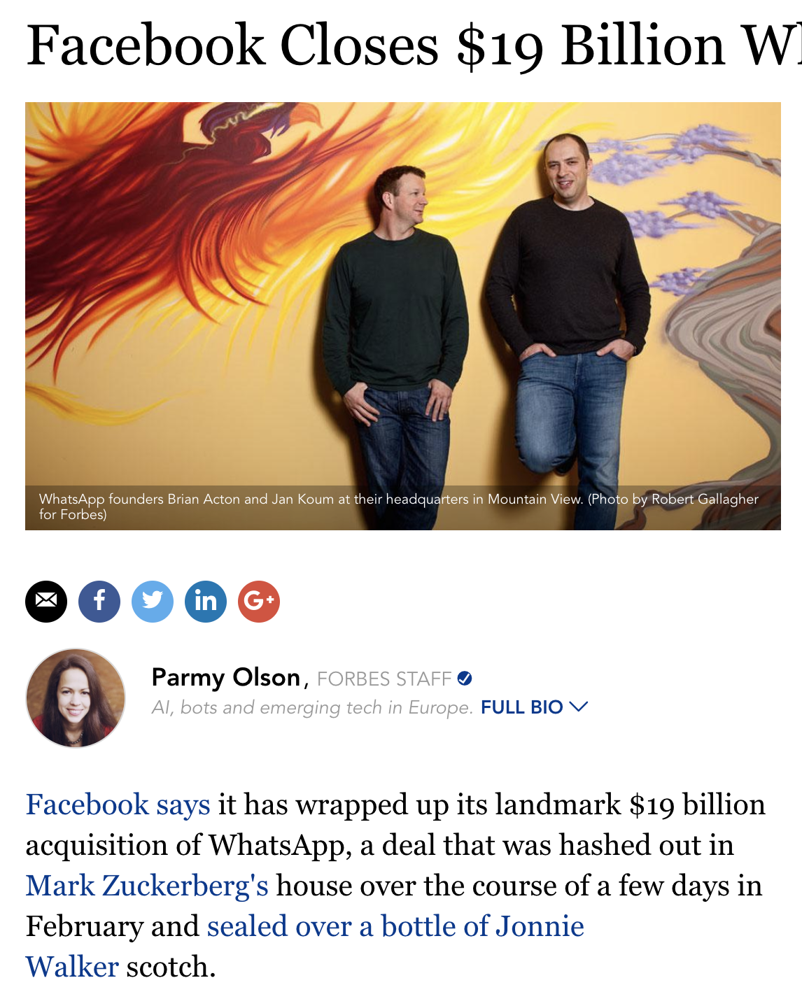 Facebook Closes $19 Billion
WhatsApp founders Brian Acton and Jan Koum at their headquarters in Mountain View. (Photo by Robert Gallagher
for Forbes)
f in G+
Parmy Olson, FORBES STAFF
AI, bots and emerging tech in Europe. FULL BIO
Facebook says it has wrapped up its landmark $19 billion
acquisition of WhatsApp, a deal that was hashed out in
Mark Zuckerberg's house over the course of a few days in
February and sealed over a bottle of Jonnie
Walker scotch.